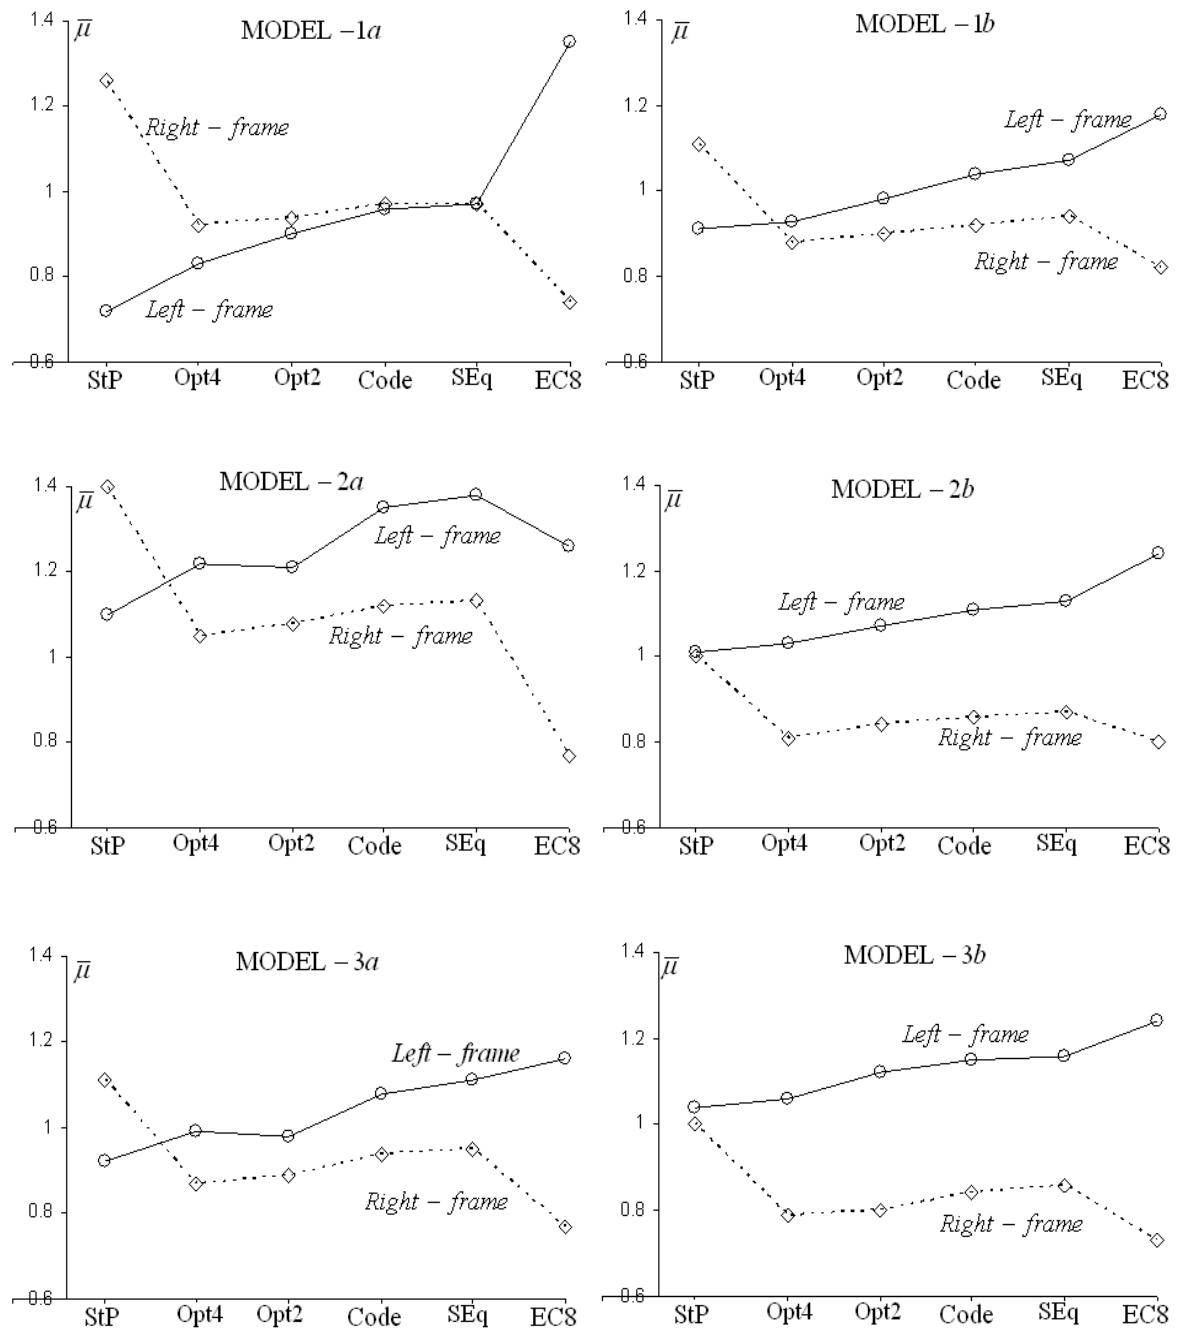 1.4
μ̄
MODEL – 1a
1.2
Right – frame
1
0.8
Left – frame
0.6
StP Opt4 Opt2 Code SEq EC8
1.4
μ̄
MODEL – 1b
1.2
Left – frame
1
0.8
Right – frame
0.6
StP Opt4 Opt2 Code SEq EC8
1.4
μ̄
MODEL – 2a
Left – frame
1.2
Right – frame
1
0.8
0.6
StP Opt4 Opt2 Code SEq EC8
1.4
μ̄
MODEL – 2b
1.2
Left – frame
1
0.8
Right – frame
0.6
StP Opt4 Opt2 Code SEq EC8
1.4
μ̄
MODEL – 3a
1.2
Left – frame
1
0.8
Right – frame
0.6
StP Opt4 Opt2 Code SEq EC8
1.4
μ̄
MODEL – 3b
1.2
Left – frame
1
0.8
Right – frame
0.6
StP Opt4 Opt2 Code SEq EC8